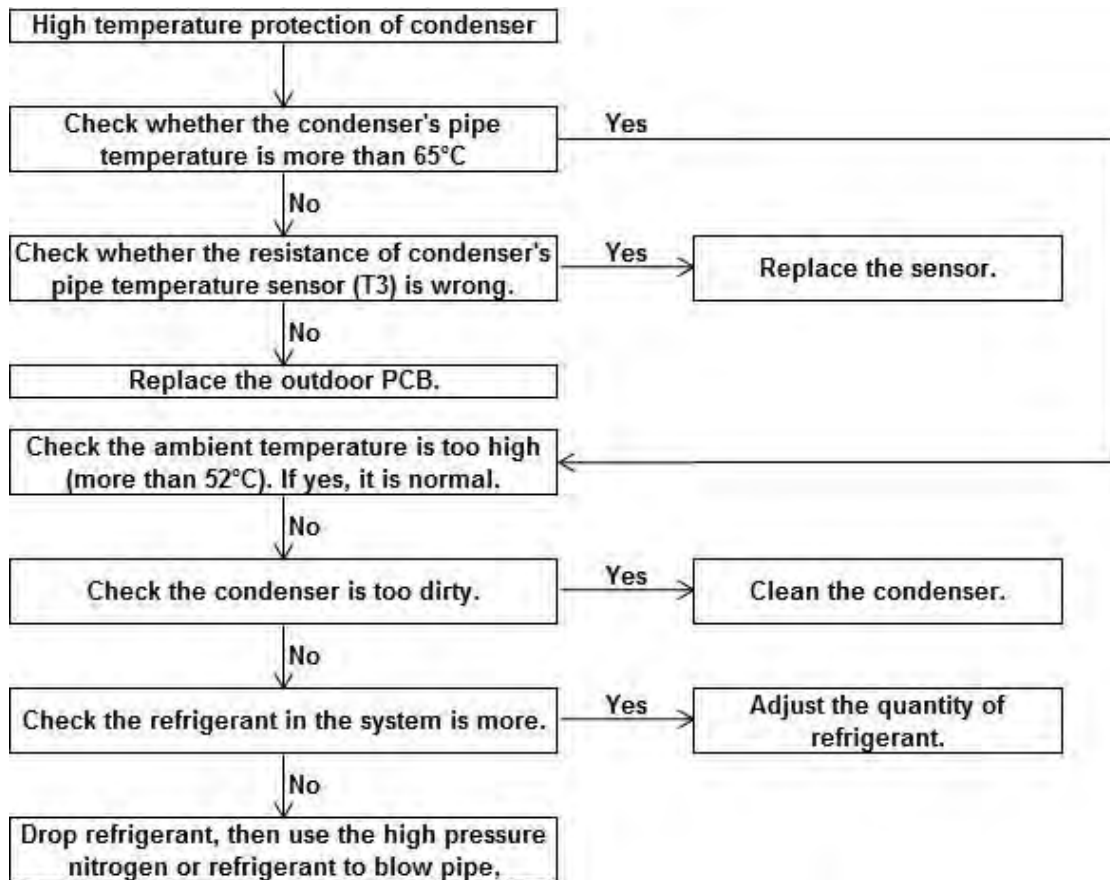 High temperature protection of condenser
Check whether the condenser's pipe
temperature is more than 65°C
Yes
No
Check whether the resistance of condenser's
pipe temperature sensor (T3) is wrong.
Yes
Replace the sensor.
No
Replace the outdoor PCB.
Check the ambient temperature is too high
(more than 52°C). If yes, it is normal.
No
Check the condenser is too dirty.
Yes
Clean the condenser.
No
Check the refrigerant in the system is more.
Yes
Adjust the quantity of
refrigerant.
No
Drop refrigerant, then use the high pressure
nitrogen or refrigerant to blow pipe,